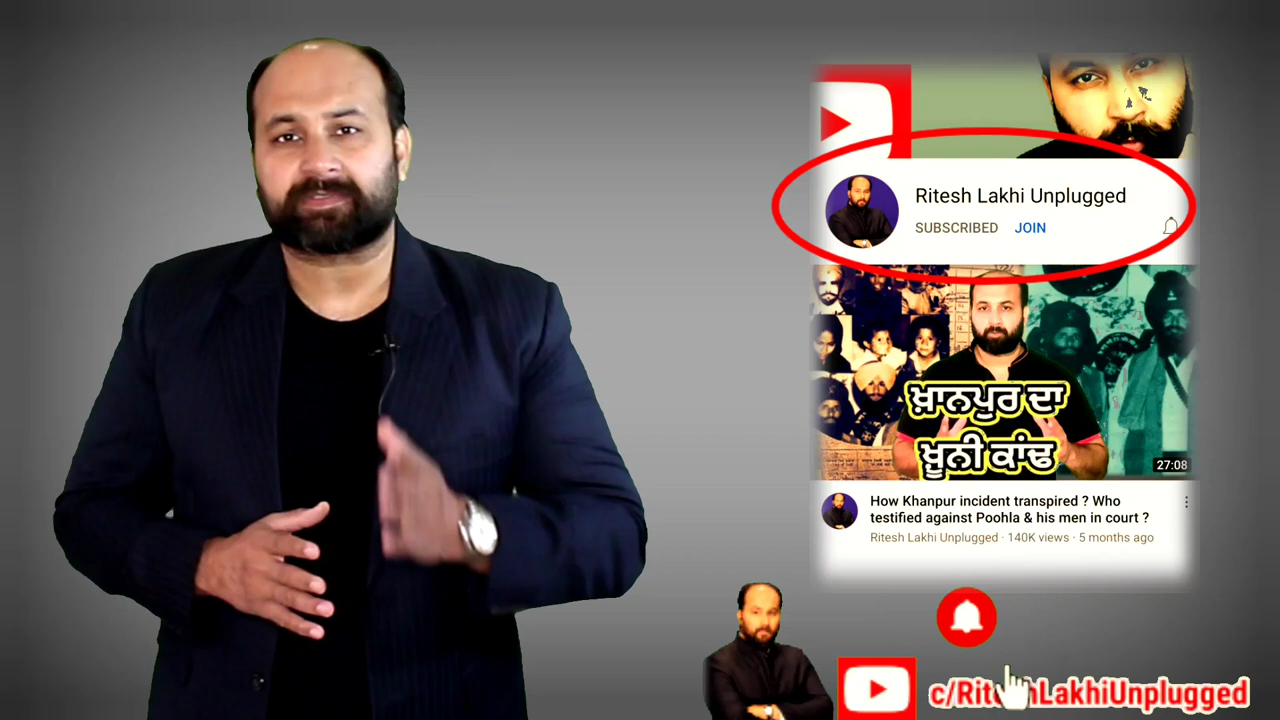 Ritesh Lakhi Unplugged
SUBSCRIBED JOIN
ਖ਼ਾਨਪੁਰ ਦਾ
ਖ਼ੂਨੀ ਕਾਂਢ
27:08
How Khanpur incident transpired ? Who
testified against Poohla & his men in court ?
Ritesh Lakhi Unplugged · 140K views · 5 months ago
c/RiteshLakhiUnplugged